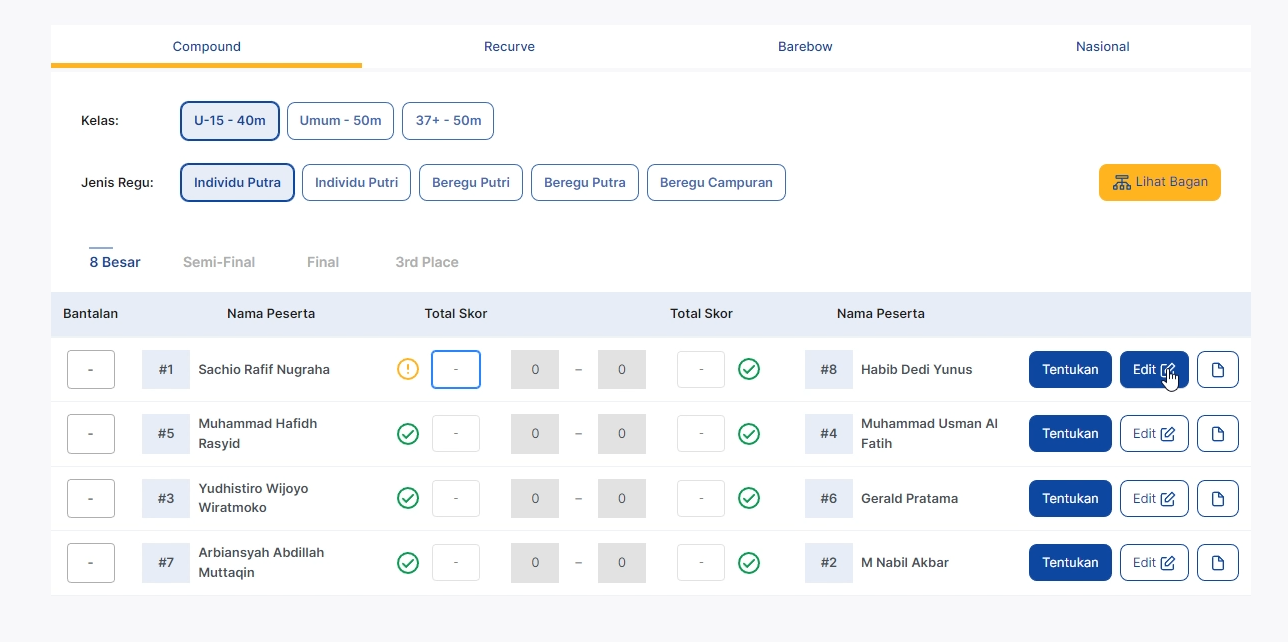 Compound Recurve Barebow Nasional
Kelas: U-15 - 40m Umum - 50m 37+ - 50m
Jenis Regu: Individu Putra Individu Putri Beregu Putri Beregu Putra Beregu Campuran Lihat Bagan
8 Besar Semi-Final Final 3rd Place
Bantalan Nama Peserta Total Skor Total Skor Nama Peserta
- #1 Sachio Rafif Nugraha - 0 – 0 - #8 Habib Dedi Yunus Tentukan Edit
- #5 Muhammad Hafidh Rasyid - 0 – 0 - #4 Muhammad Usman Al Fatih Tentukan Edit
- #3 Yudhistiro Wijoyo Wiratmoko - 0 – 0 - #6 Gerald Pratama Tentukan Edit
- #7 Arbiansyah Abdillah Muttaqin - 0 – 0 - #2 M Nabil Akbar Tentukan Edit